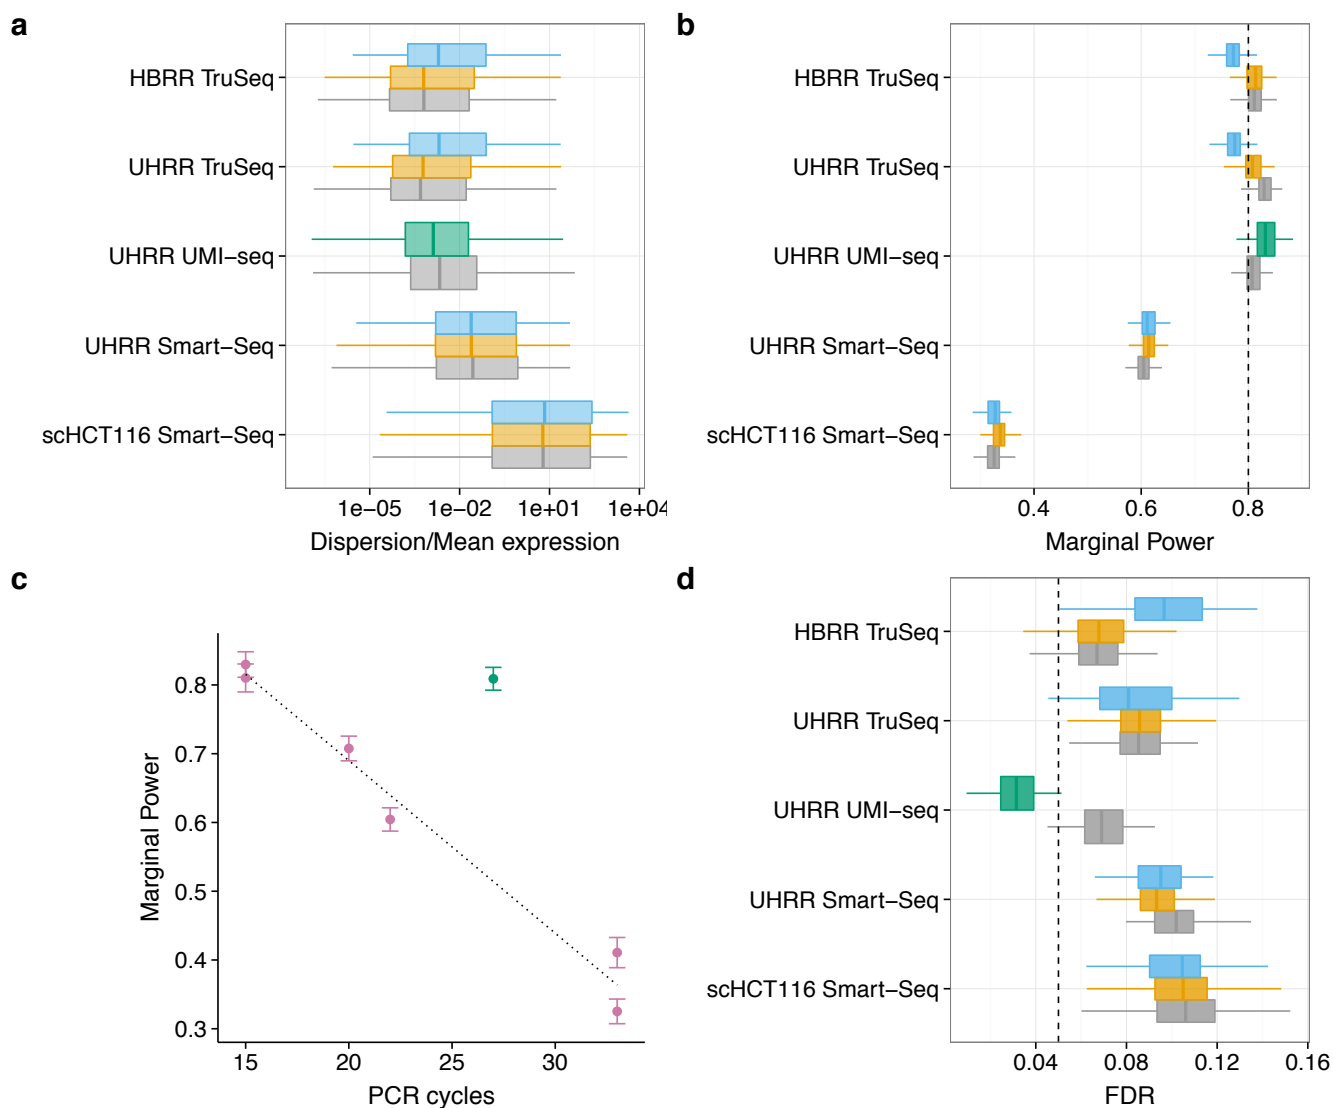 a
HBRR TruSeq
UHRR TruSeq
UHRR UMI−seq
UHRR Smart−Seq
scHCT116 Smart−Seq
1e−05 1e−02 1e+01 1e+04
Dispersion/Mean expression
b
HBRR TruSeq
UHRR TruSeq
UHRR UMI−seq
UHRR Smart−Seq
scHCT116 Smart−Seq
0.4 0.6 0.8
Marginal Power
c
Marginal Power
0.8
0.7
0.6
0.5
0.4
0.3
15 20 25 30
PCR cycles
d
HBRR TruSeq
UHRR TruSeq
UHRR UMI−seq
UHRR Smart−Seq
scHCT116 Smart−Seq
0.04 0.08 0.12 0.16
FDR